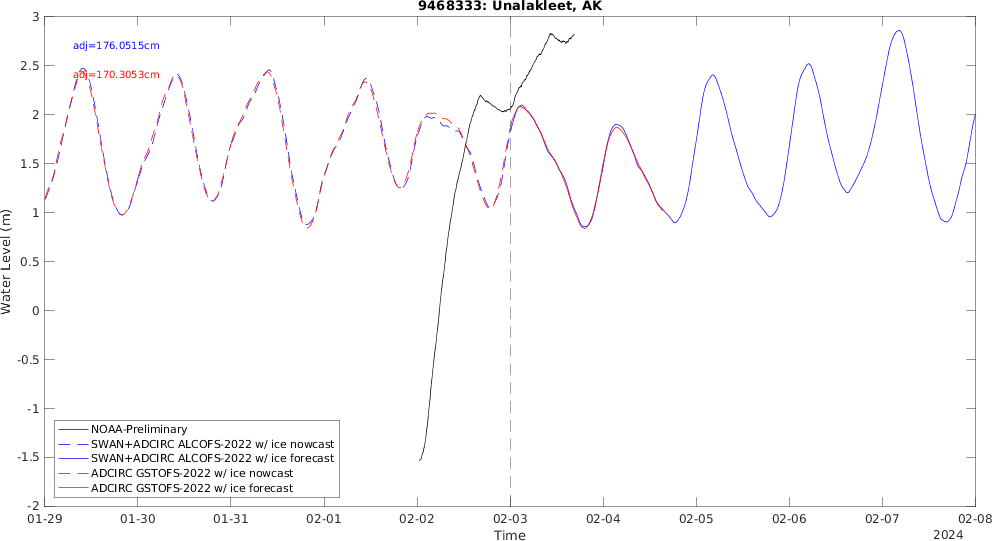 9468333: Unalakleet, AK
adj=176.0515cm
adj=170.3053cm
Water Level (m)
3
2.5
2
1.5
1
0.5
0
-0.5
-1
-1.5
-2
NOAA-Preliminary
SWAN+ADCIRC ALCOFS-2022 w/ ice nowcast
SWAN+ADCIRC ALCOFS-2022 w/ ice forecast
ADCIRC GSTOFS-2022 w/ ice nowcast
ADCIRC GSTOFS-2022 w/ ice forecast
01-29 01-30 01-31 02-01 02-02 02-03 02-04 02-05 02-06 02-07 02-08
Time
2024